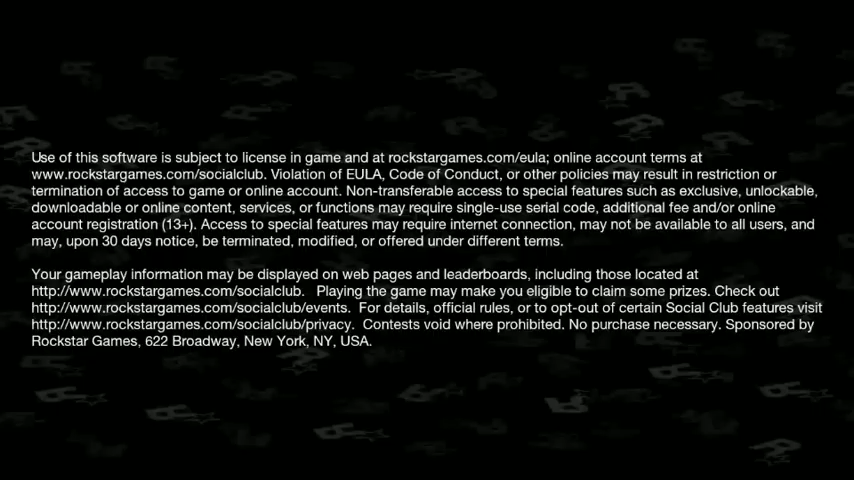 Use of this software is subject to license in game and at rockstargames.com/eula; online account terms at
www.rockstargames.com/socialclub. Violation of EULA, Code of Conduct, or other policies may result in restriction or
termination of access to game or online account. Non-transferable access to special features such as exclusive, unlockable,
downloadable or online content, services, or functions may require single-use serial code, additional fee and/or online
account registration (13+). Access to special features may require internet connection, may not be available to all users, and
may, upon 30 days notice, be terminated, modified, or offered under different terms.
Your gameplay information may be displayed on web pages and leaderboards, including those located at
http://www.rockstargames.com/socialclub.   Playing the game may make you eligible to claim some prizes. Check out
http://www.rockstargames.com/socialclub/events.  For details, official rules, or to opt-out of certain Social Club features visit
http://www.rockstargames.com/socialclub/privacy.  Contests void where prohibited. No purchase necessary. Sponsored by
Rockstar Games, 622 Broadway, New York, NY, USA.